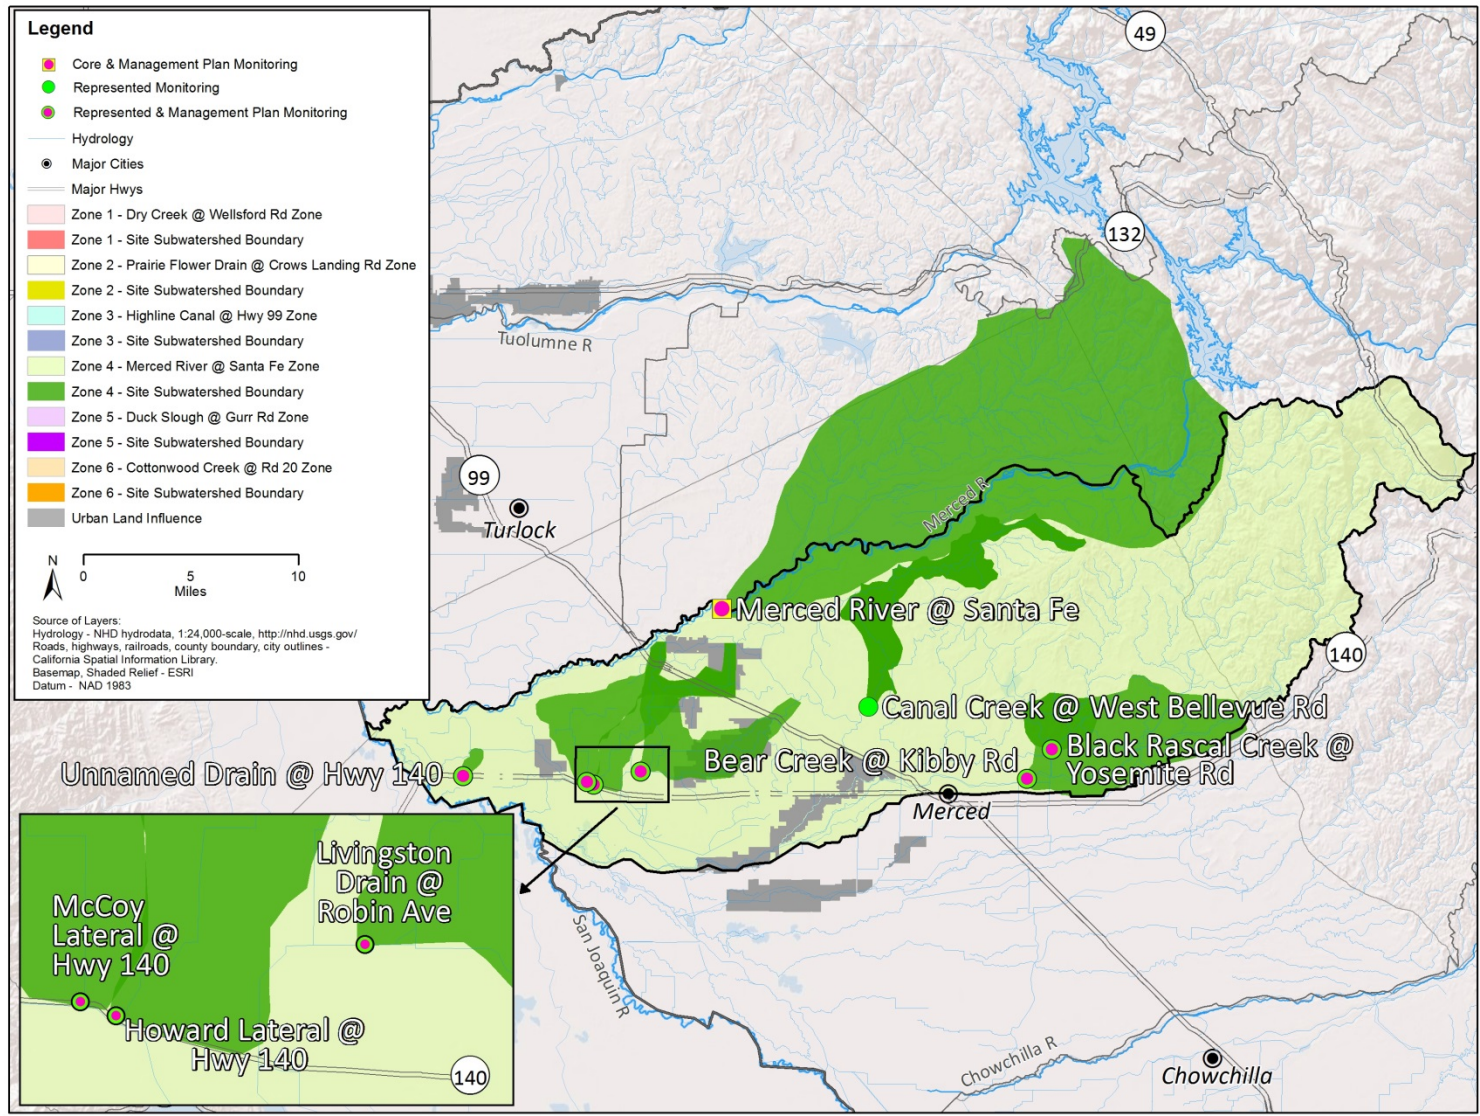 Legend
Core & Management Plan Monitoring
Represented Monitoring
Represented & Management Plan Monitoring
Hydrology
Major Cities
Major Hwys
Zone 1 - Dry Creek @ Wellsford Rd Zone
Zone 1 - Site Subwatershed Boundary
Zone 2 - Prairie Flower Drain @ Crows Landing Rd Zone
Zone 2 - Site Subwatershed Boundary
Zone 3 - Highline Canal @ Hwy 99 Zone
Zone 3 - Site Subwatershed Boundary
Zone 4 - Merced River @ Santa Fe Zone
Zone 4 - Site Subwatershed Boundary
Zone 5 - Duck Slough @ Gurr Rd Zone
Zone 5 - Site Subwatershed Boundary
Zone 6 - Cottonwood Creek @ Rd 20 Zone
Zone 6 - Site Subwatershed Boundary
Urban Land Influence
N
0 5 10
Miles
Source of Layers:
Hydrology - NHD hydrodata, 1:24,000-scale, http://nhd.usgs.gov/
Roads, highways, railroads, county boundary, city outlines -
California Spatial Information Library.
Basemap, Shaded Relief - ESRI
Datum - NAD 1983
49
132
Tuolumne R
99
Turlock
Merced R
Merced River @ Santa Fe
140
Canal Creek @ West Bellevue Rd
Bear Creek @ Kibby Rd
Black Rascal Creek @
Yosemite Rd
Unnamed Drain @ Hwy 140
Merced
Livingston
Drain @
Robin Ave
McCoy
Lateral @
Hwy 140
Howard Lateral @
Hwy 140
140
San Joaquin R
Chowchilla R
Chowchilla